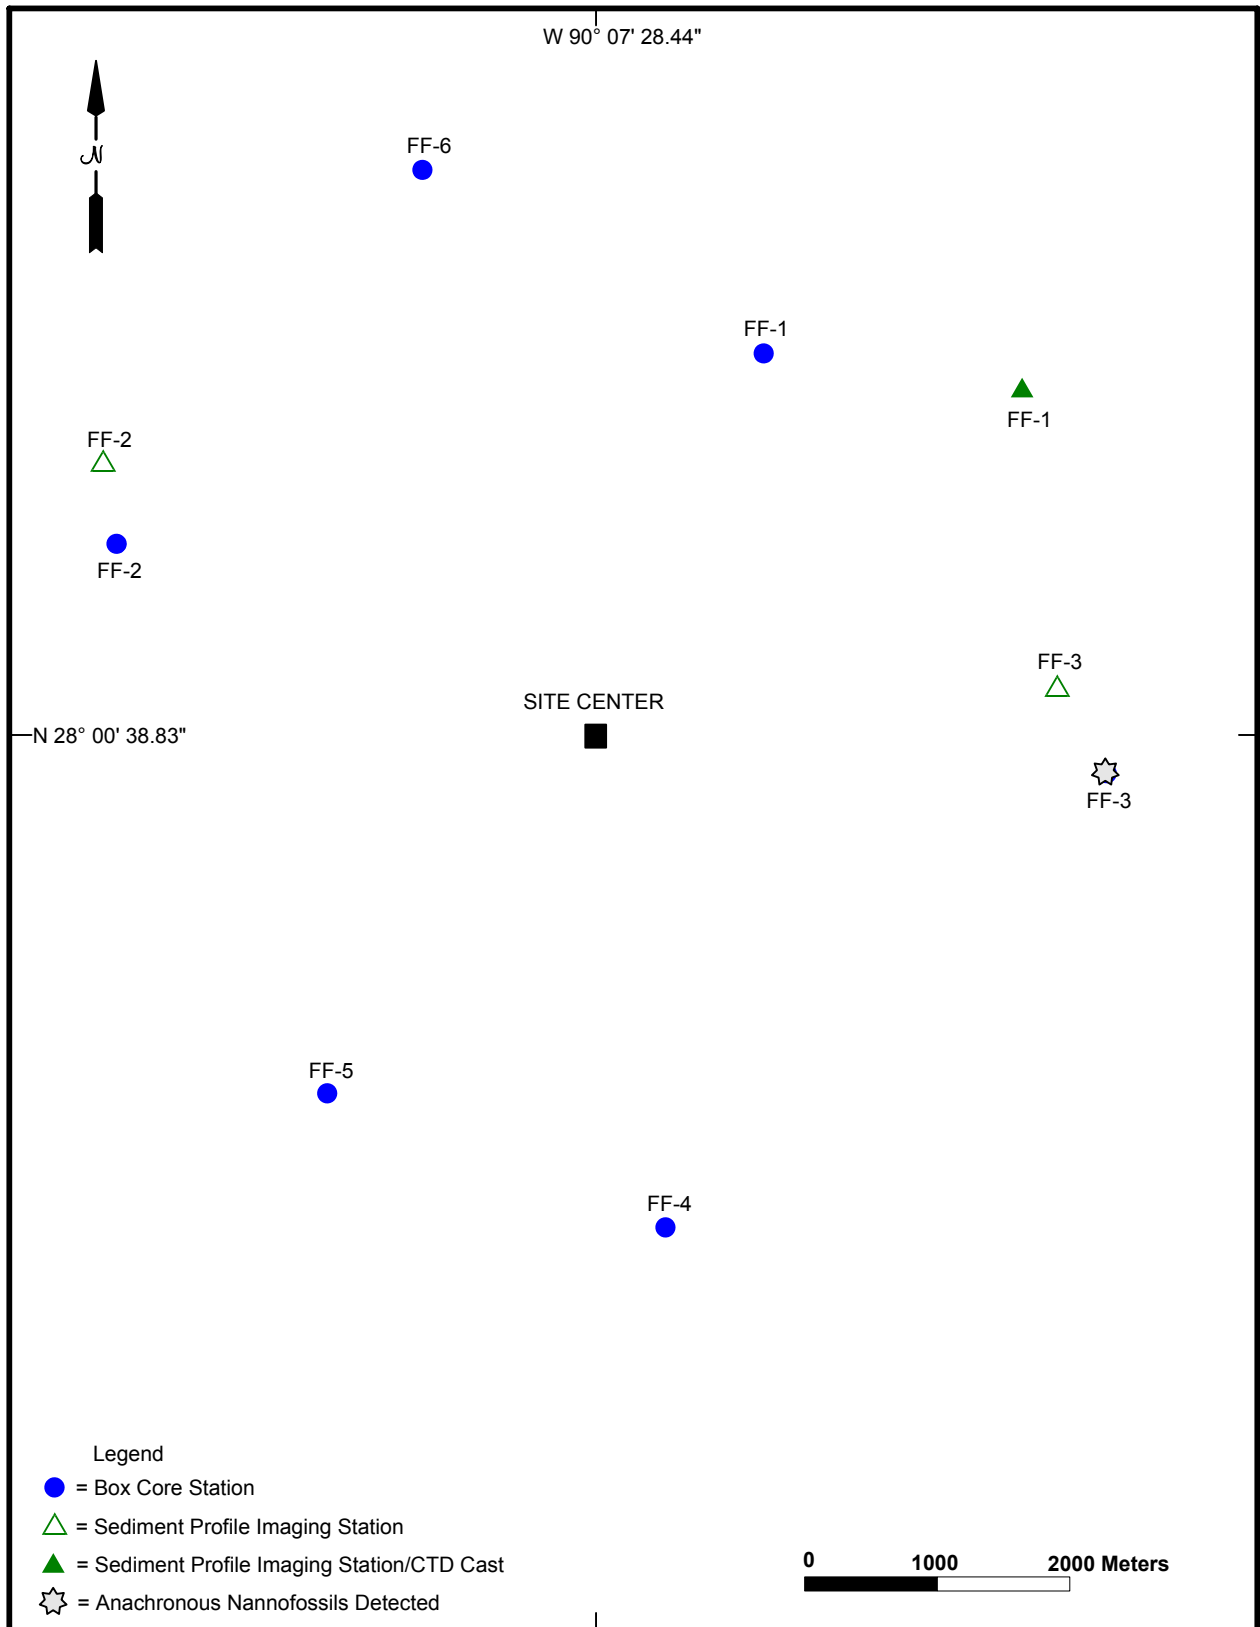 W 90° 07' 28.44"
N
FF-6
FF-1
FF-1
FF-2
FF-2
FF-3
SITE CENTER
N 28° 00' 38.83"
FF-3
FF-5
FF-4
Legend
= Box Core Station
= Sediment Profile Imaging Station
= Sediment Profile Imaging Station/CTD Cast
= Anachronous Nannofossils Detected
0 1000 2000 Meters